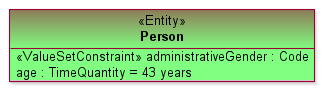 «Entity»
Person
«ValueSetConstraint» administrativeGender : Code
age : TimeQuantity = 43 years